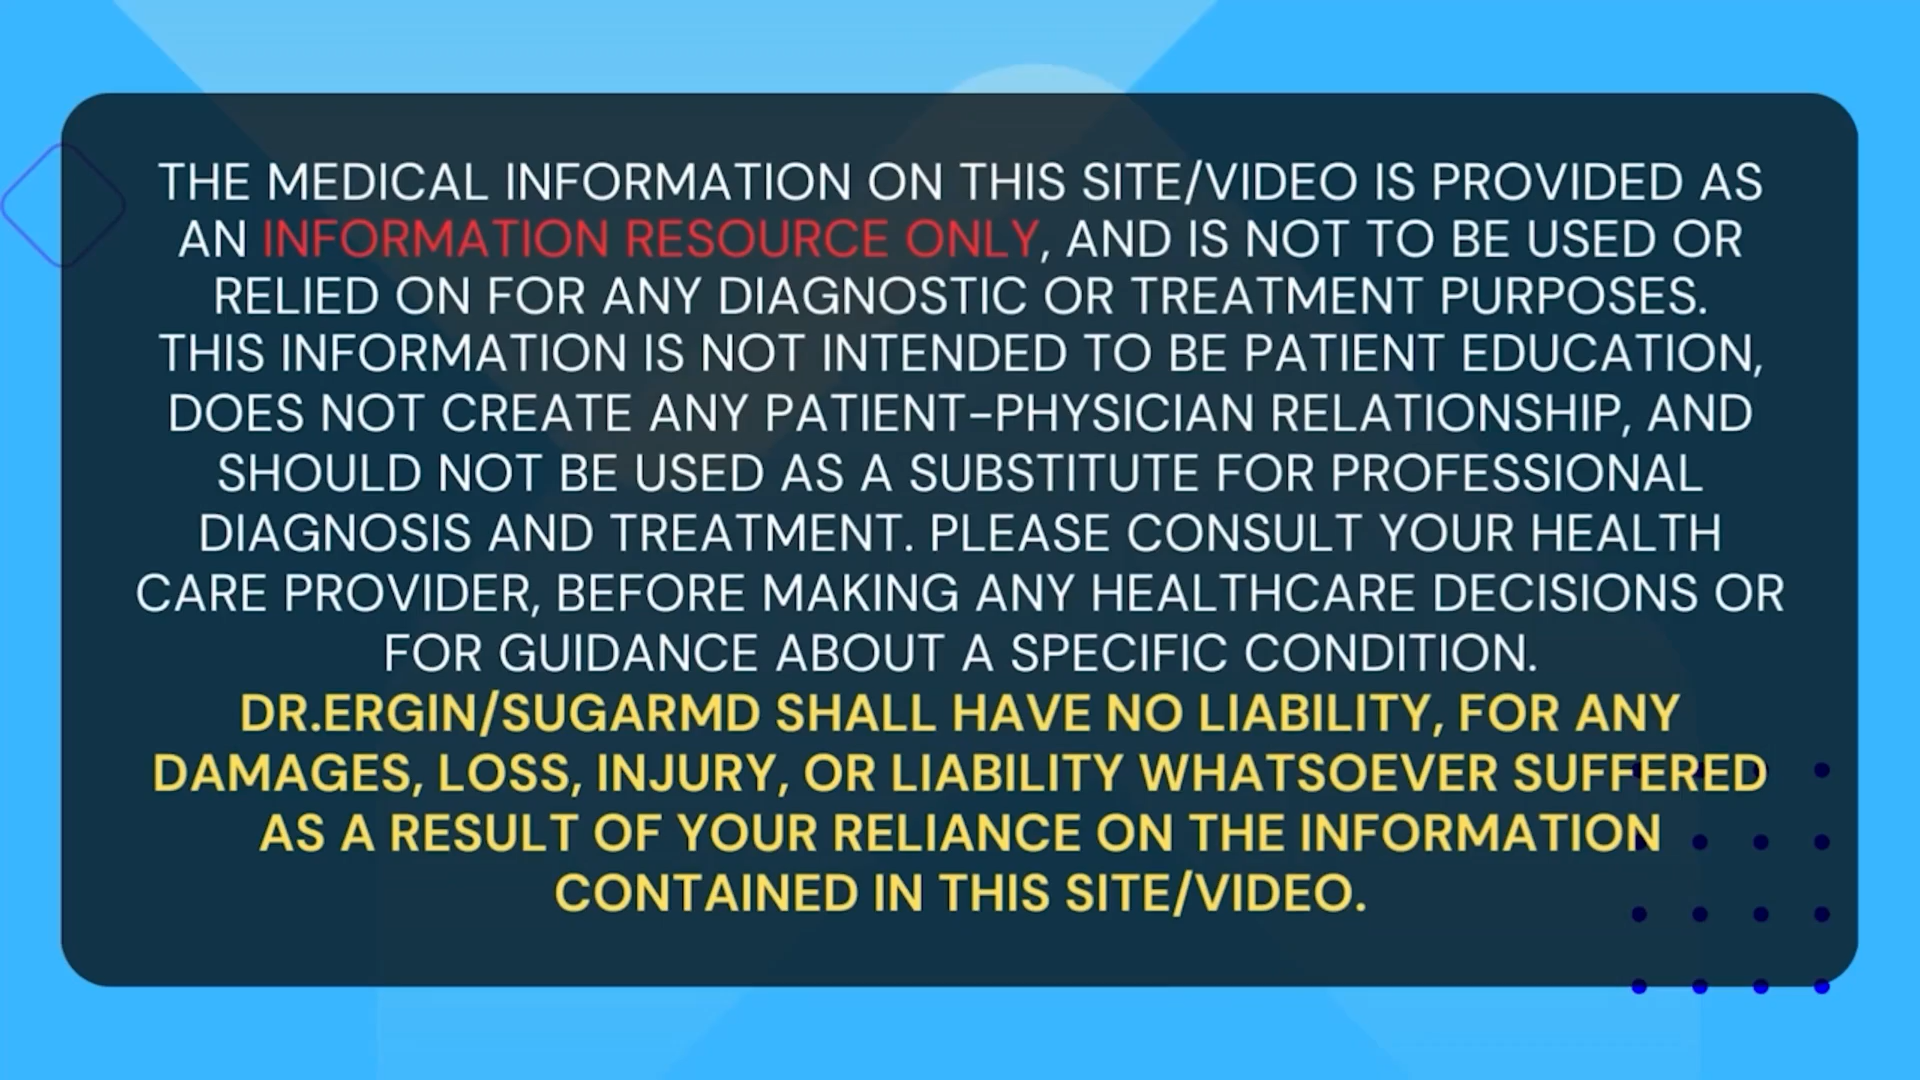 THE MEDICAL INFORMATION ON THIS SITE/VIDEO IS PROVIDED AS
AN INFORMATION RESOURCE ONLY, AND IS NOT TO BE USED OR
RELIED ON FOR ANY DIAGNOSTIC OR TREATMENT PURPOSES.
THIS INFORMATION IS NOT INTENDED TO BE PATIENT EDUCATION,
DOES NOT CREATE ANY PATIENT-PHYSICIAN RELATIONSHIP, AND
SHOULD NOT BE USED AS A SUBSTITUTE FOR PROFESSIONAL
DIAGNOSIS AND TREATMENT. PLEASE CONSULT YOUR HEALTH
CARE PROVIDER, BEFORE MAKING ANY HEALTHCARE DECISIONS OR
FOR GUIDANCE ABOUT A SPECIFIC CONDITION.
DR.ERGIN/SUGARMD SHALL HAVE NO LIABILITY, FOR ANY
DAMAGES, LOSS, INJURY, OR LIABILITY WHATSOEVER SUFFERED
AS A RESULT OF YOUR RELIANCE ON THE INFORMATION
CONTAINED IN THIS SITE/VIDEO.